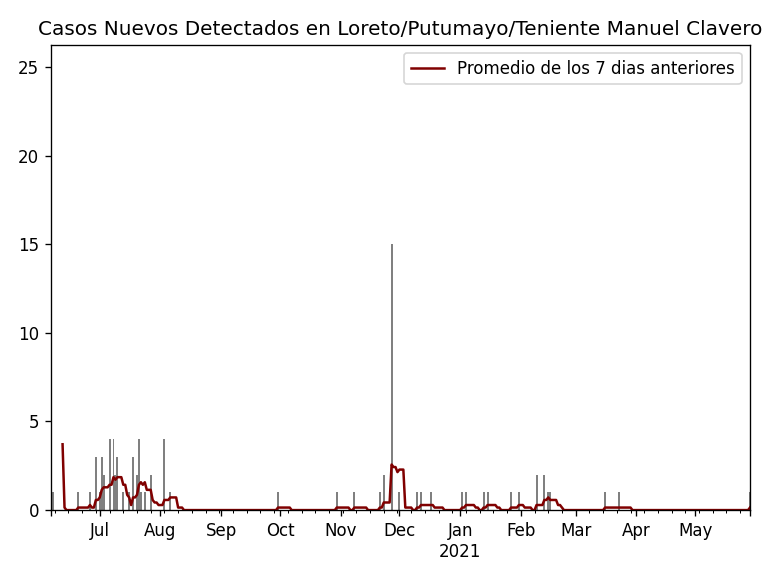 Casos Nuevos Detectados en Loreto/Putumayo/Teniente Manuel Clavero
Promedio de los 7 dias anteriores
25
20
15
10
5
0
Jul Aug Sep Oct Nov Dec Jan Feb Mar Apr May
2021